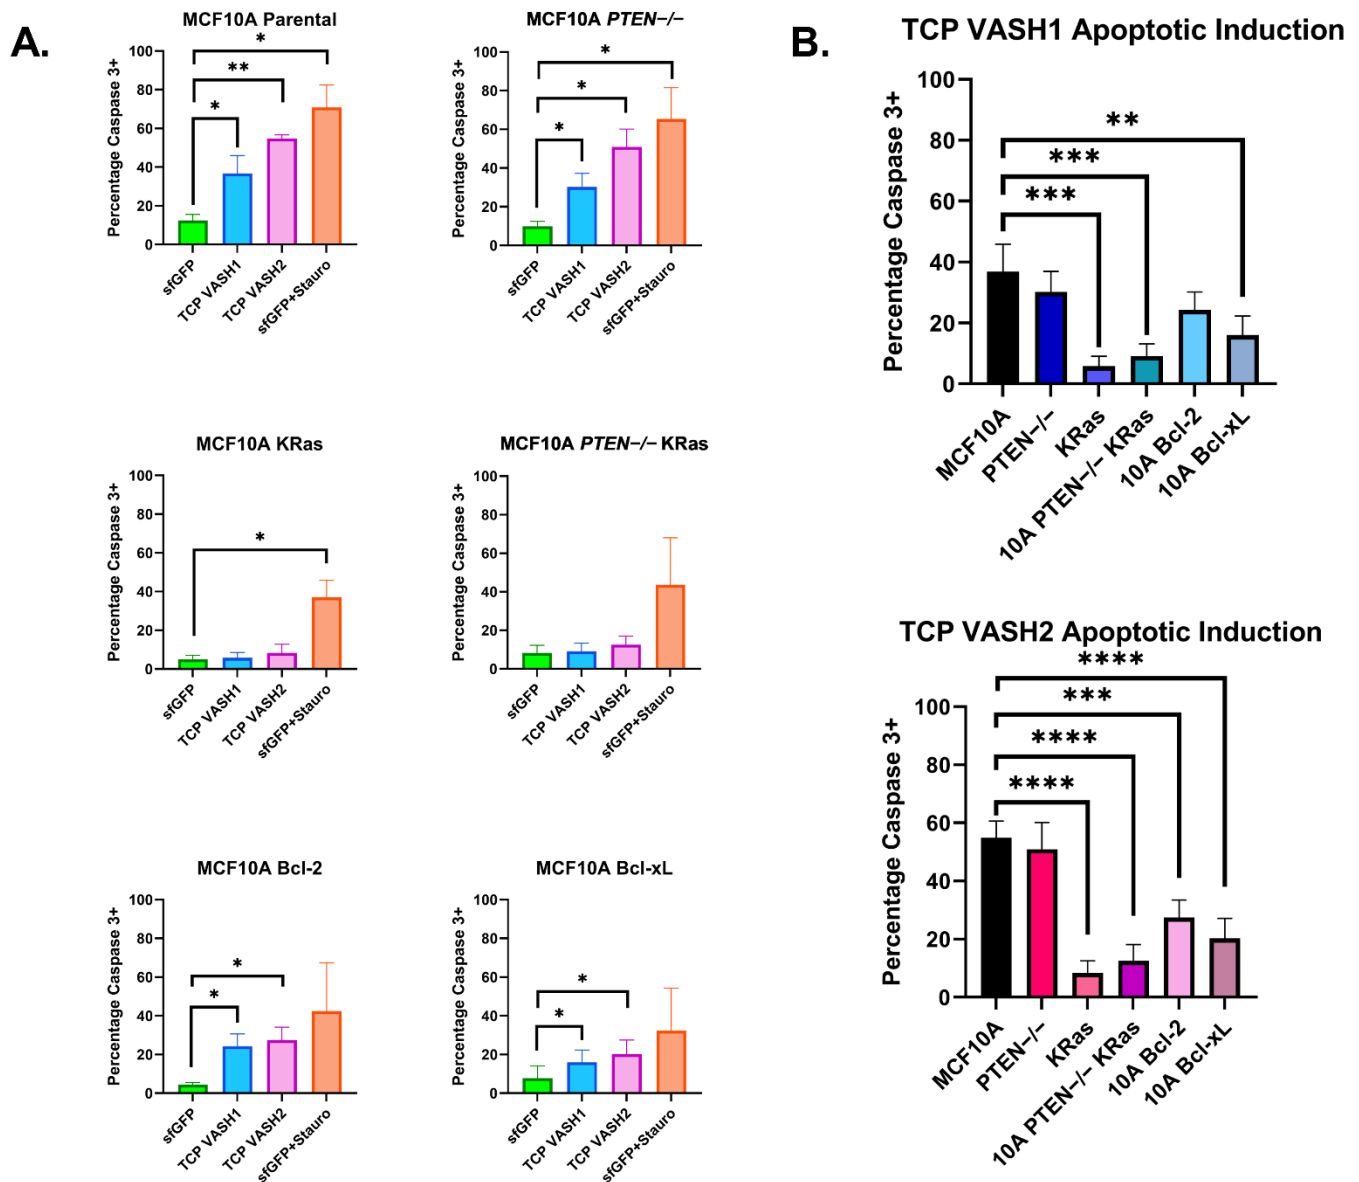 A.
MCF10A Parental
Percentage Caspase 3+
100
80
60
40
20
0
*
**
*
sfGFP
TCP VASH1
TCP VASH2
sfGFP+Stauro
MCF10A PTEN−/−
Percentage Caspase 3+
100
80
60
40
20
0
*
*
*
sfGFP
TCP VASH1
TCP VASH2
sfGFP+Stauro
MCF10A KRas
Percentage Caspase 3+
100
80
60
40
20
0
*
sfGFP
TCP VASH1
TCP VASH2
sfGFP+Stauro
MCF10A PTEN−/− KRas
Percentage Caspase 3+
100
80
60
40
20
0
sfGFP
TCP VASH1
TCP VASH2
sfGFP+Stauro
MCF10A Bcl-2
Percentage Caspase 3+
100
80
60
40
20
0
*
*
sfGFP
TCP VASH1
TCP VASH2
sfGFP+Stauro
MCF10A Bcl-xL
Percentage Caspase 3+
100
80
60
40
20
0
*
*
sfGFP
TCP VASH1
TCP VASH2
sfGFP+Stauro
B.
TCP VASH1 Apoptotic Induction
Percentage Caspase 3+
100
80
60
40
20
0
**
***
***
MCF10A
PTEN−/−
KRas
10A PTEN−/− KRas
10A Bcl-2
10A Bcl-xL
TCP VASH2 Apoptotic Induction
Percentage Caspase 3+
100
80
60
40
20
0
****
***
****
****
MCF10A
PTEN−/−
KRas
10A PTEN−/− KRas
10A Bcl-2
10A Bcl-xL